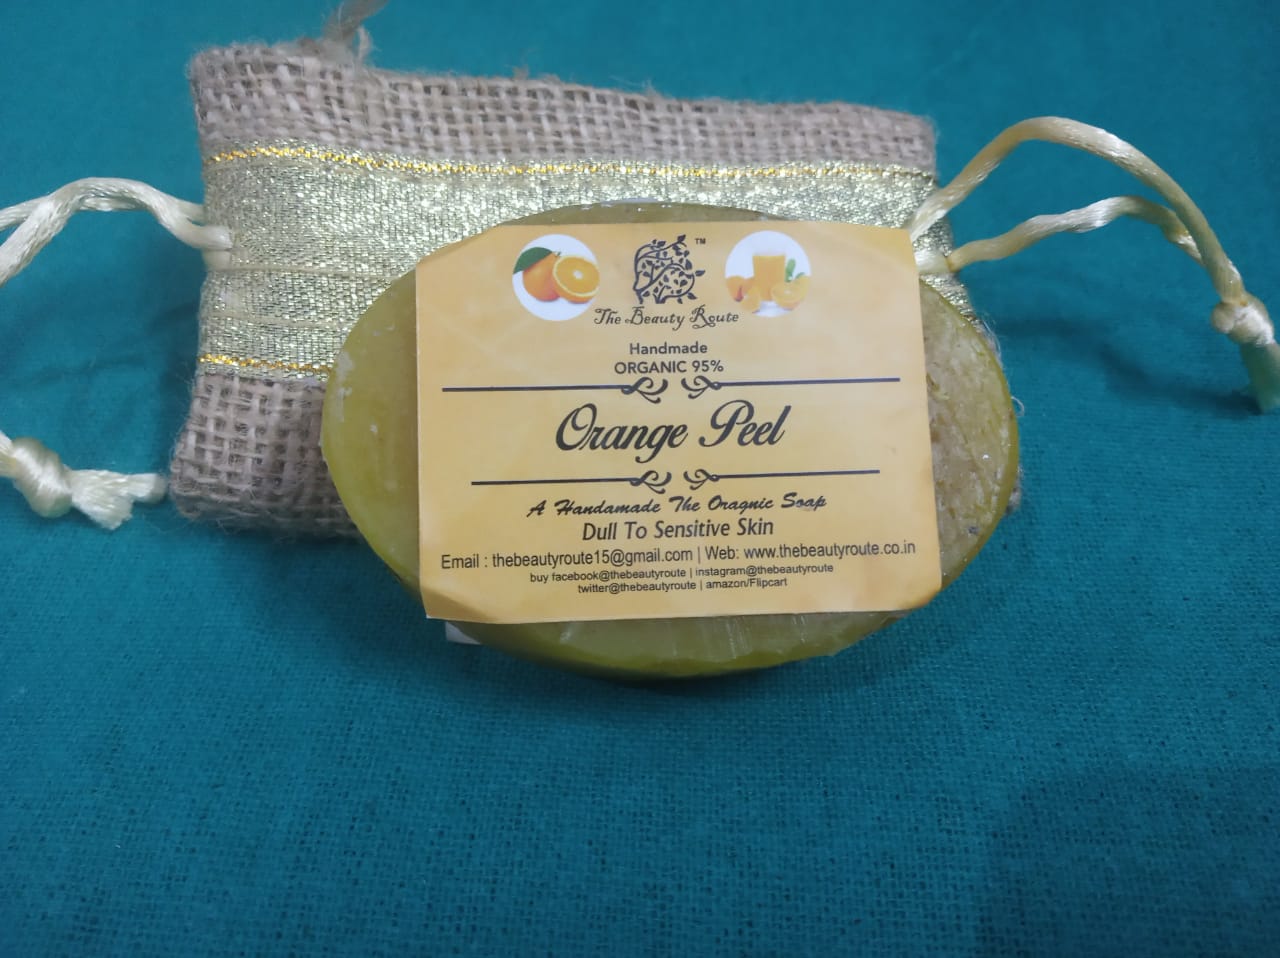 TM
The Beauty Route
Handmade
ORGANIC 95%
Orange Peel
A Handamade The Oragnic Soap
Dull To Sensitive Skin
Email : thebeautyroute15@gmail.com | Web: www.thebeautyroute.co.in
buy facebook@thebeautyroute | instagram@thebeautyroute
twitter@thebeautyroute | amazon/Flipcart